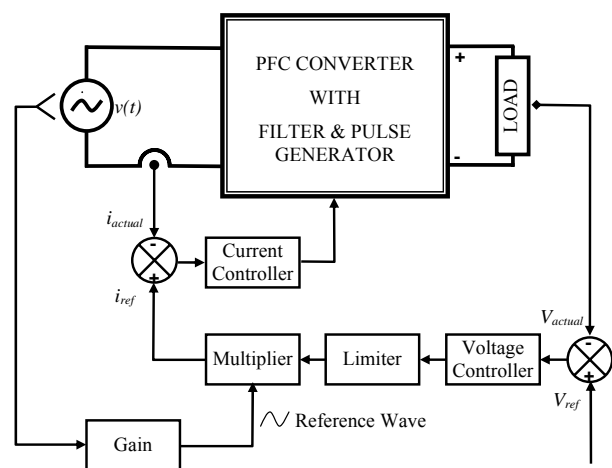 PFC CONVERTER
WITH
FILTER & PULSE
GENERATOR
+
-
LOAD
v(t)
i_actual
-
+
i_ref
Current
Controller
V_actual
-
+
V_ref
Multiplier
Limiter
Voltage
Controller
Reference Wave
Gain